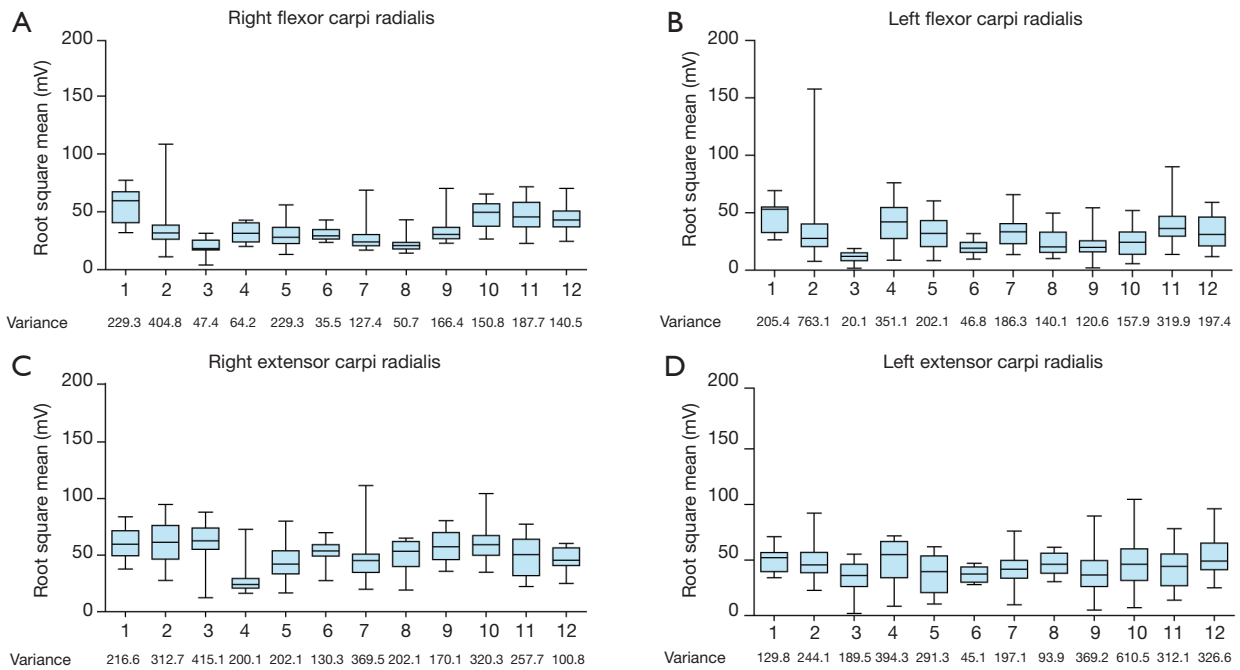 A Right flexor carpi radialis
200
150
100
50
0
Root square mean (mV)
1 2 3 4 5 6 7 8 9 10 11 12
Variance 229.3 404.8 47.4 64.2 229.3 35.5 127.4 50.7 166.4 150.8 187.7 140.5
B Left flexor carpi radialis
200
150
100
50
0
Root square mean (mV)
1 2 3 4 5 6 7 8 9 10 11 12
205.4 763.1 20.1 351.1 202.1 46.8 186.3 140.1 120.6 157.9 319.9 197.4
C Right extensor carpi radialis
200
150
100
50
0
Root square mean (mV)
1 2 3 4 5 6 7 8 9 10 11 12
Variance 216.6 312.7 415.1 200.1 202.1 130.3 369.5 202.1 170.1 320.3 257.7 100.8
D Left extensor carpi radialis
200
150
100
50
0
Root square mean (mV)
1 2 3 4 5 6 7 8 9 10 11 12
129.8 244.1 189.5 394.3 291.3 45.1 197.1 93.9 369.2 610.5 312.1 326.6